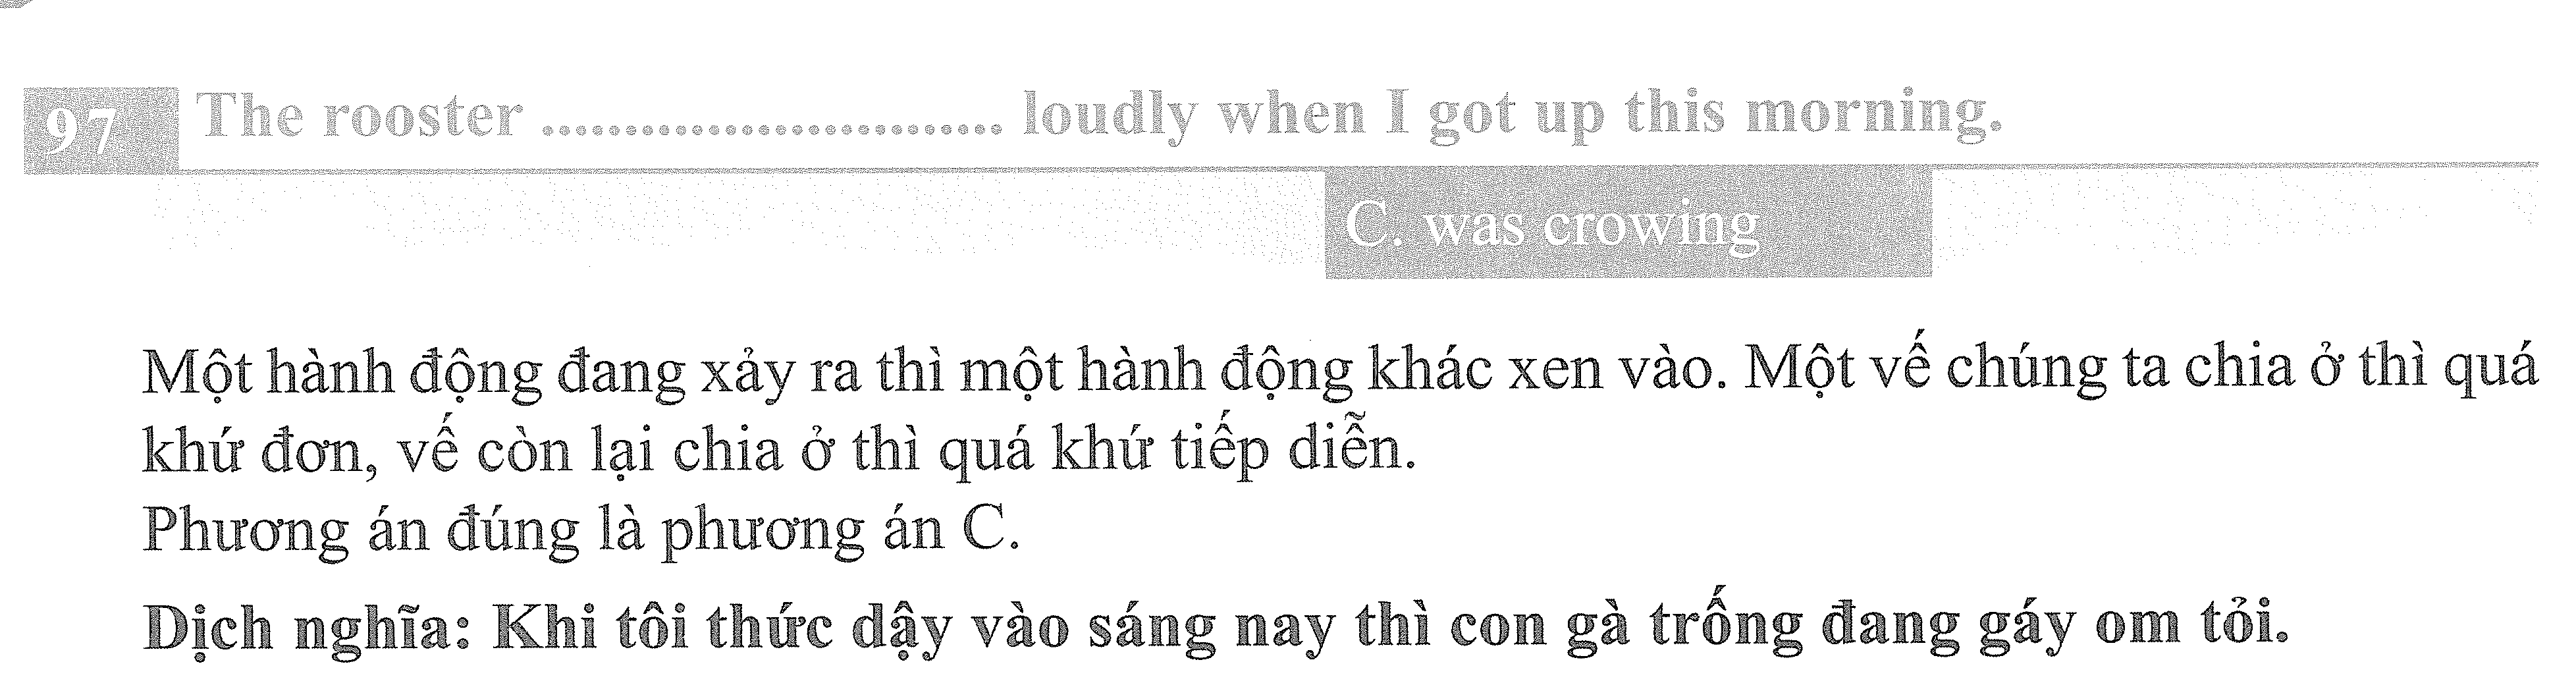 97 The rooster ............................ loudly when I got up this morning.
C. was crowing
Một hành động đang xảy ra thì một hành động khác xen vào. Một vế chúng ta chia ở thì quá
khứ đơn, vế còn lại chia ở thì quá khứ tiếp diễn.
Phương án đúng là phương án C.
Dịch nghĩa: Khi tôi thức dậy vào sáng nay thì con gà trống đang gáy om tỏi.